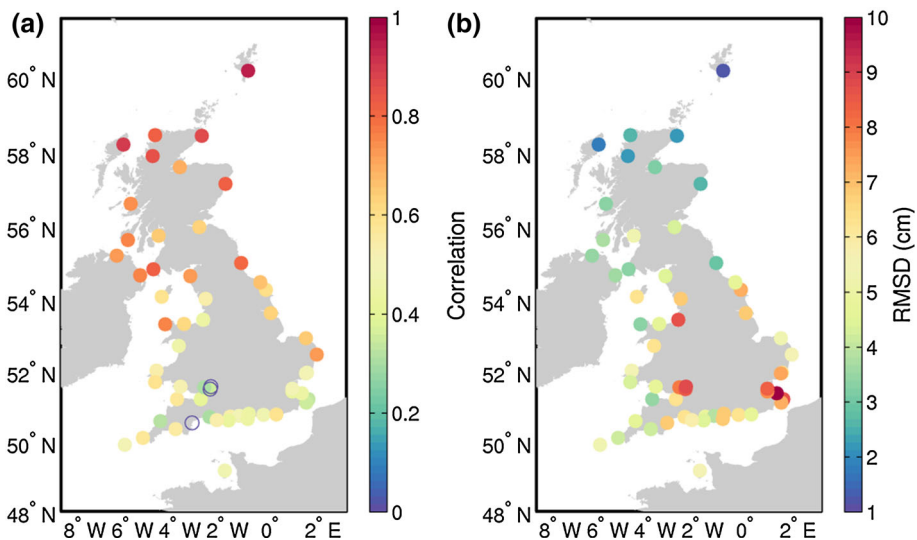 (a)
60° N
58° N
56° N
54° N
52° N
50° N
48° N
8° W 6° W 4° W 2° W 0° 2° E
1
0.8
0.6
0.4
0.2
0
Correlation
(b)
60° N
58° N
56° N
54° N
52° N
50° N
48° N
8° W 6° W 4° W 2° W 0° 2° E
10
9
8
7
6
5
4
3
2
1
RMSD (cm)